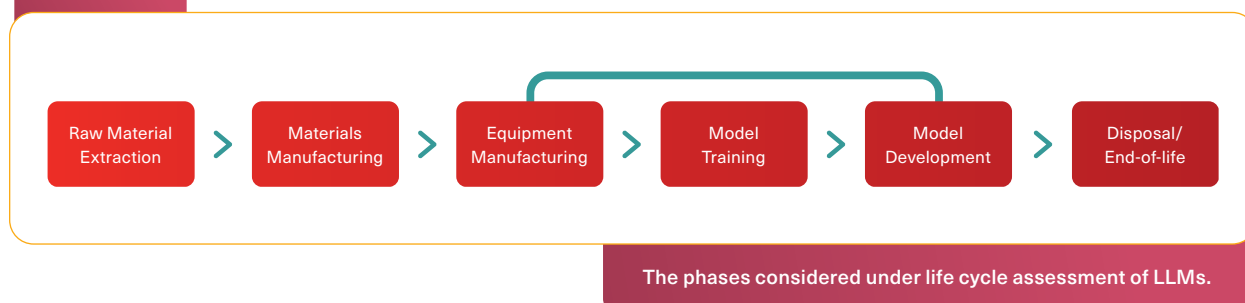 Raw Material
Extraction
Materials
Manufacturing
Equipment
Manufacturing
Model
Training
Model
Development
Disposal/
End-of-life
The phases considered under life cycle assessment of LLMs.